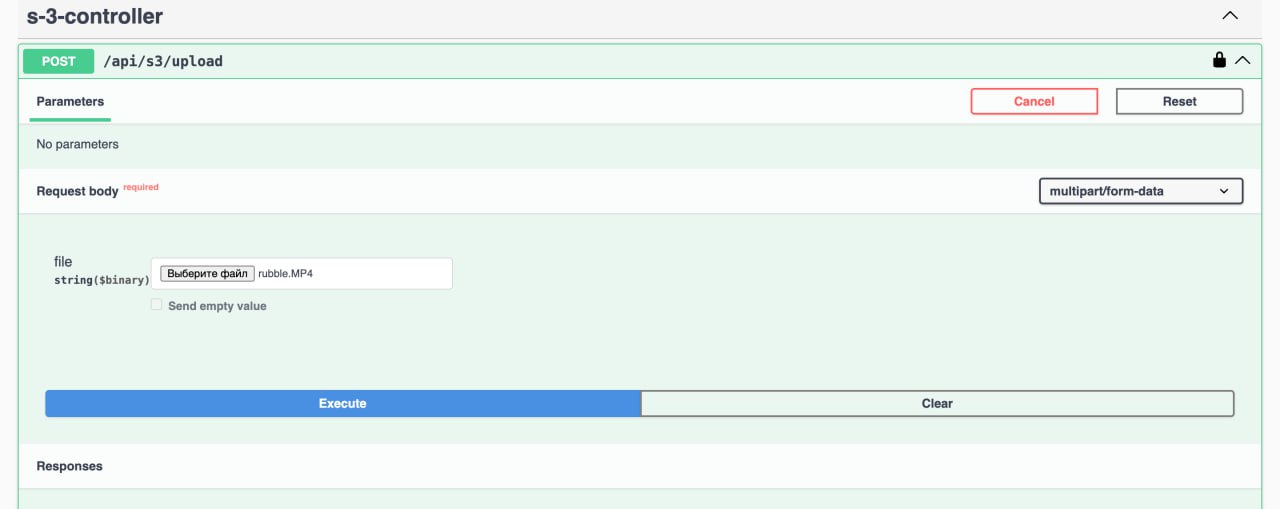 s-3-controller
POST /api/s3/upload
Parameters Cancel Reset
No parameters
Request body required multipart/form-data
file
string($binary) Выберите файл rubble.MP4
Send empty value
Execute Clear
Responses